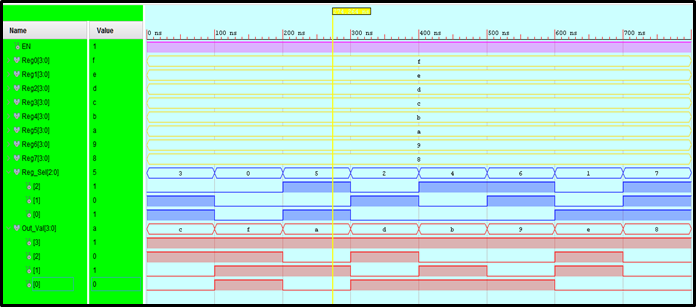 Name Value 0 ns 100 ns 200 ns 300 ns 400 ns 500 ns 600 ns 700 ns
EN 1
Reg0[3:0] f f
Reg1[3:0] e e
Reg2[3:0] d d
Reg3[3:0] c c
Reg4[3:0] b b
Reg5[3:0] a a
Reg6[3:0] 9 9
Reg7[3:0] 8 8
Reg_Sel[2:0] 5 3 0 5 2 4 6 1 7
[2] 1
[1] 0
[0] 1
Out_Val[3:0] a c f a d b 9 e 8
[3] 1
[2] 0
[1] 1
[0] 0